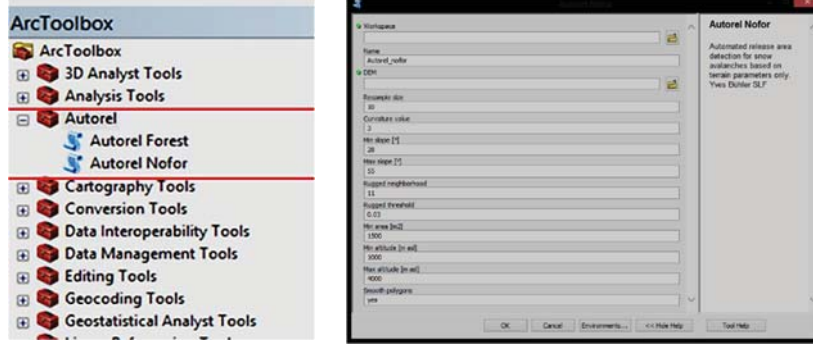 ArcToolbox
ArcToolbox
3D Analyst Tools
Analysis Tools
Autorel
Autorel Forest
Autorel Nofor
Cartography Tools
Conversion Tools
Data Interoperability Tools
Data Management Tools
Editing Tools
Geocoding Tools
Geostatistical Analyst Tools
Workspace
Name
Autorel_nofor
DEM
Resample size
10
Curvature value
3
Min slope [°]
28
Max slope [°]
55
Rugged neighborhood
11
Rugged threshold
0.03
Min area [m2]
1500
Min altitude [m asl]
1000
Max altitude [m asl]
4000
Smooth polygons
yes
OK
Cancel
Environments...
<< Hide Help
Autorel Nofor
Automated release area
detection for snow
avalanches based on
terrain parameters only.
Yves Bühler SLF
Tool Help